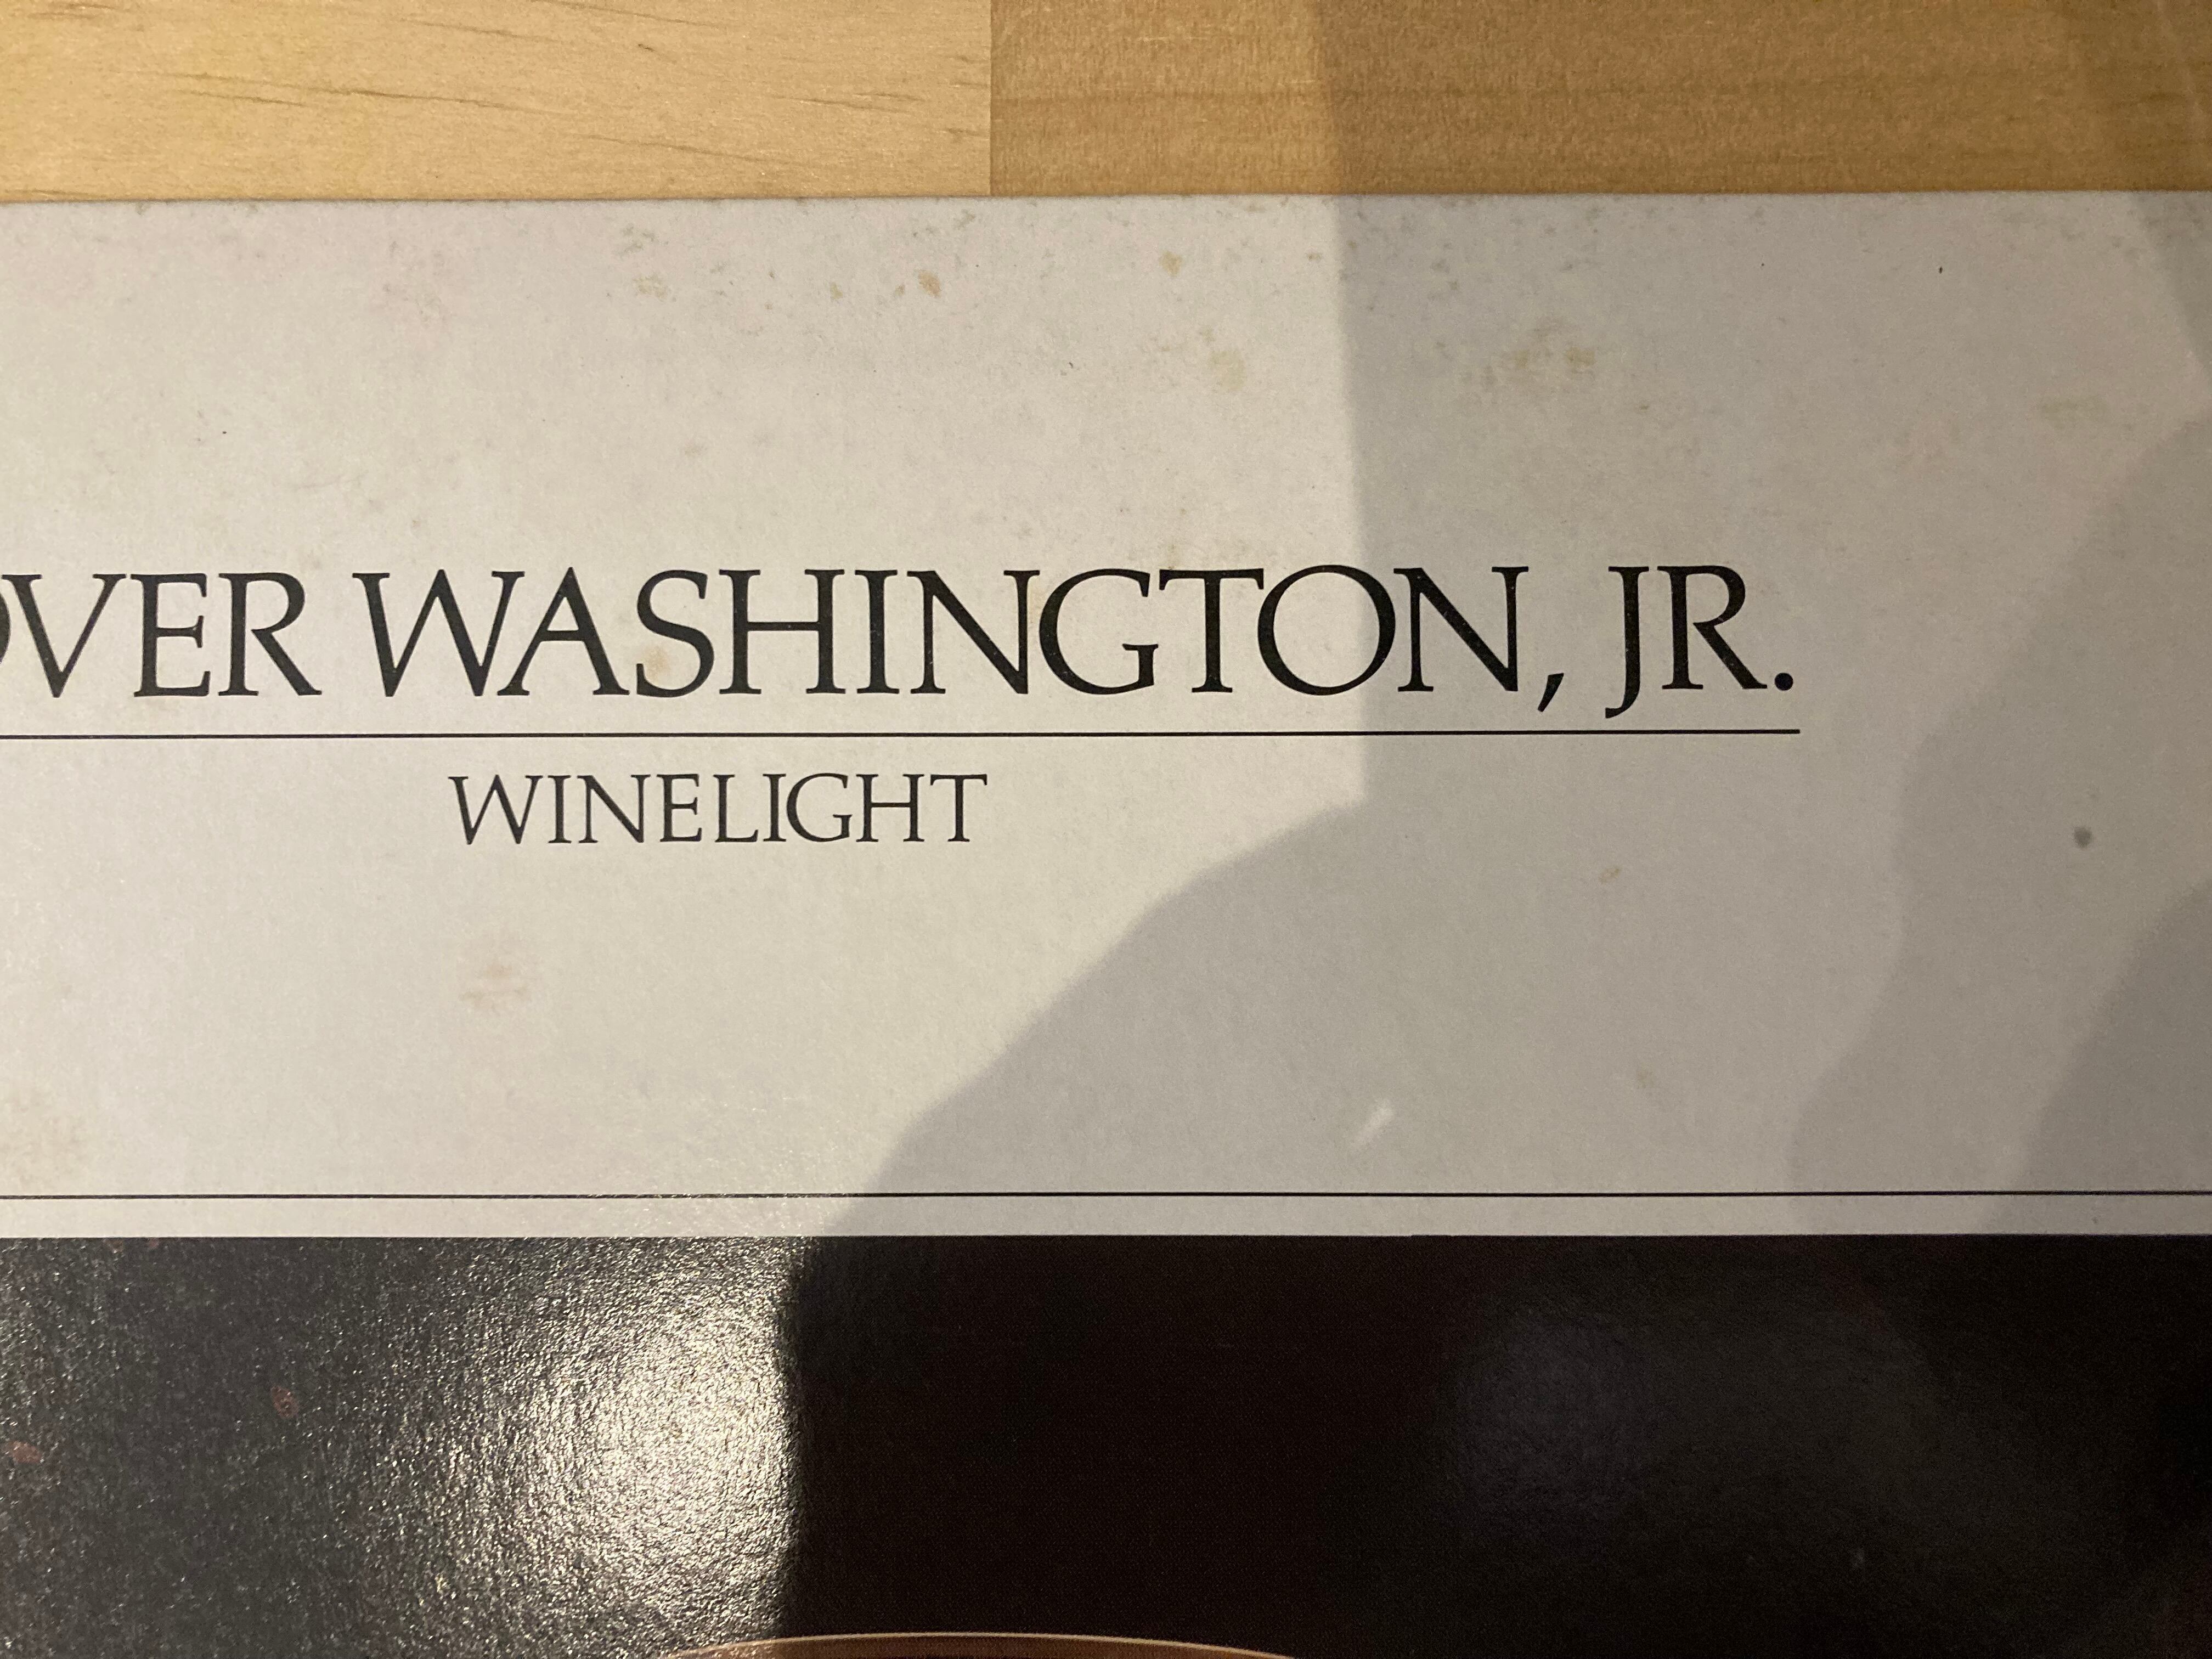 OVER WASHINGTON, JR.
WINELIGHT